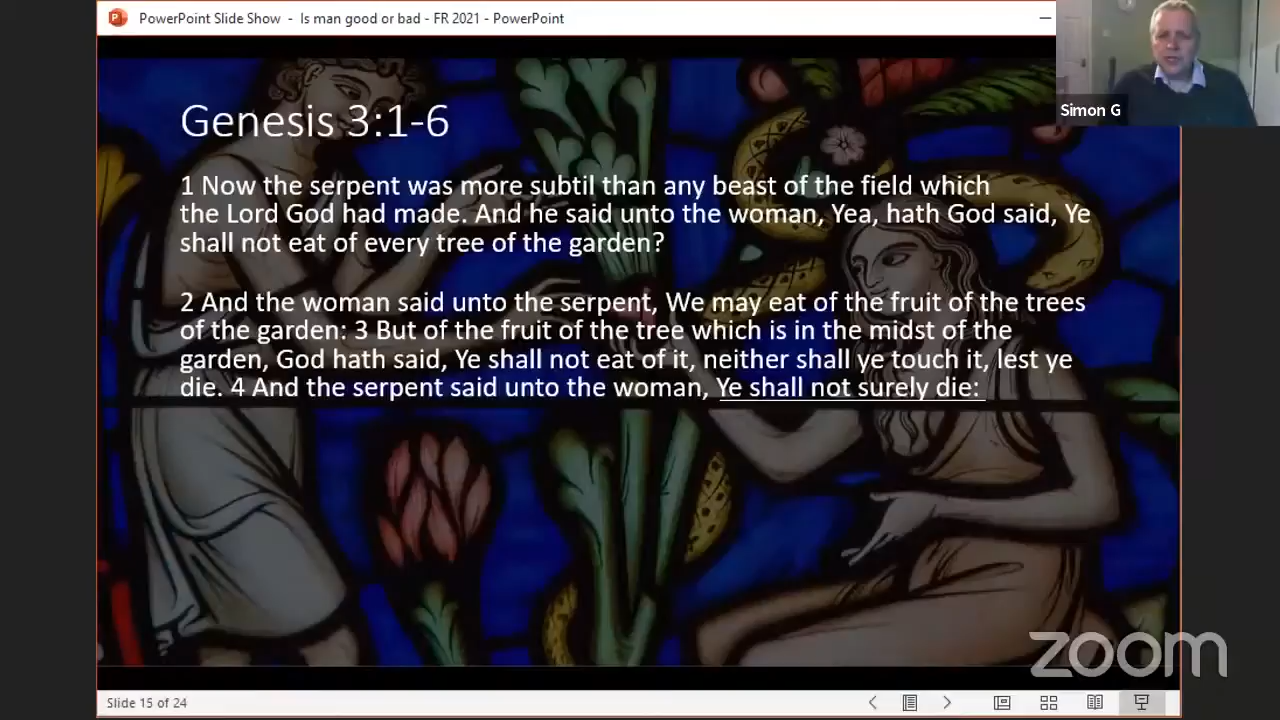 PowerPoint Slide Show - Is man good or bad - FR 2021 - PowerPoint
Simon G
Genesis 3:1-6
1 Now the serpent was more subtil than any beast of the field which
the Lord God had made. And he said unto the woman, Yea, hath God said, Ye
shall not eat of every tree of the garden?
2 And the woman said unto the serpent, We may eat of the fruit of the trees
of the garden: 3 But of the fruit of the tree which is in the midst of the
garden, God hath said, Ye shall not eat of it, neither shall ye touch it, lest ye
die. 4 And the serpent said unto the woman, Ye shall not surely die:
zoom
Slide 15 of 24